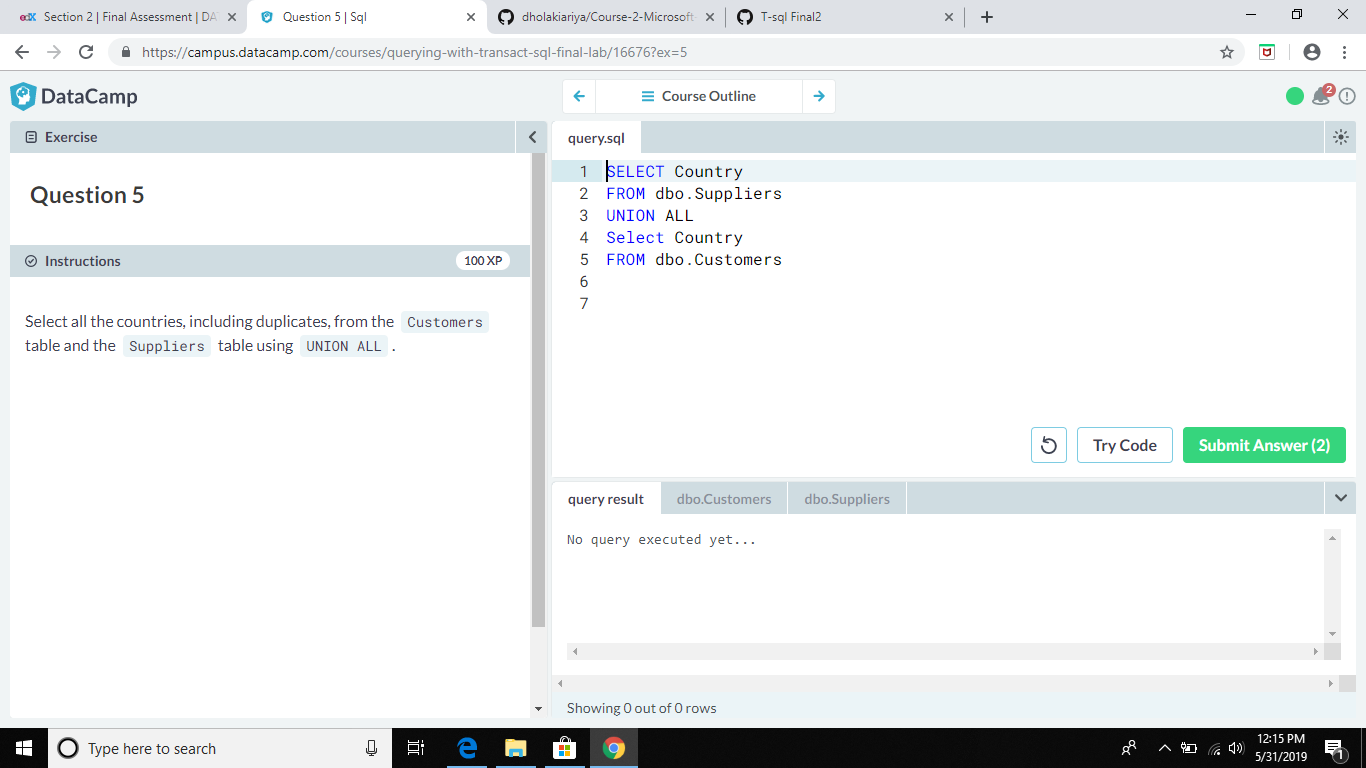 edX Section 2 | Final Assessment | DA
Question 5 | Sql
dholakiariya/Course-2-Microsoft-
T-sql Final2
https://campus.datacamp.com/courses/querying-with-transact-sql-final-lab/16676?ex=5
DataCamp
Course Outline
2
Exercise
query.sql
Question 5
Instructions
100 XP
Select all the countries, including duplicates, from the Customers
table and the Suppliers table using UNION ALL .
1 SELECT Country
2 FROM dbo.Suppliers
3 UNION ALL
4 Select Country
5 FROM dbo.Customers
6
7
Try Code
Submit Answer (2)
query result
dbo.Customers
dbo.Suppliers
No query executed yet...
Showing 0 out of 0 rows
Type here to search
12:15 PM
5/31/2019
1